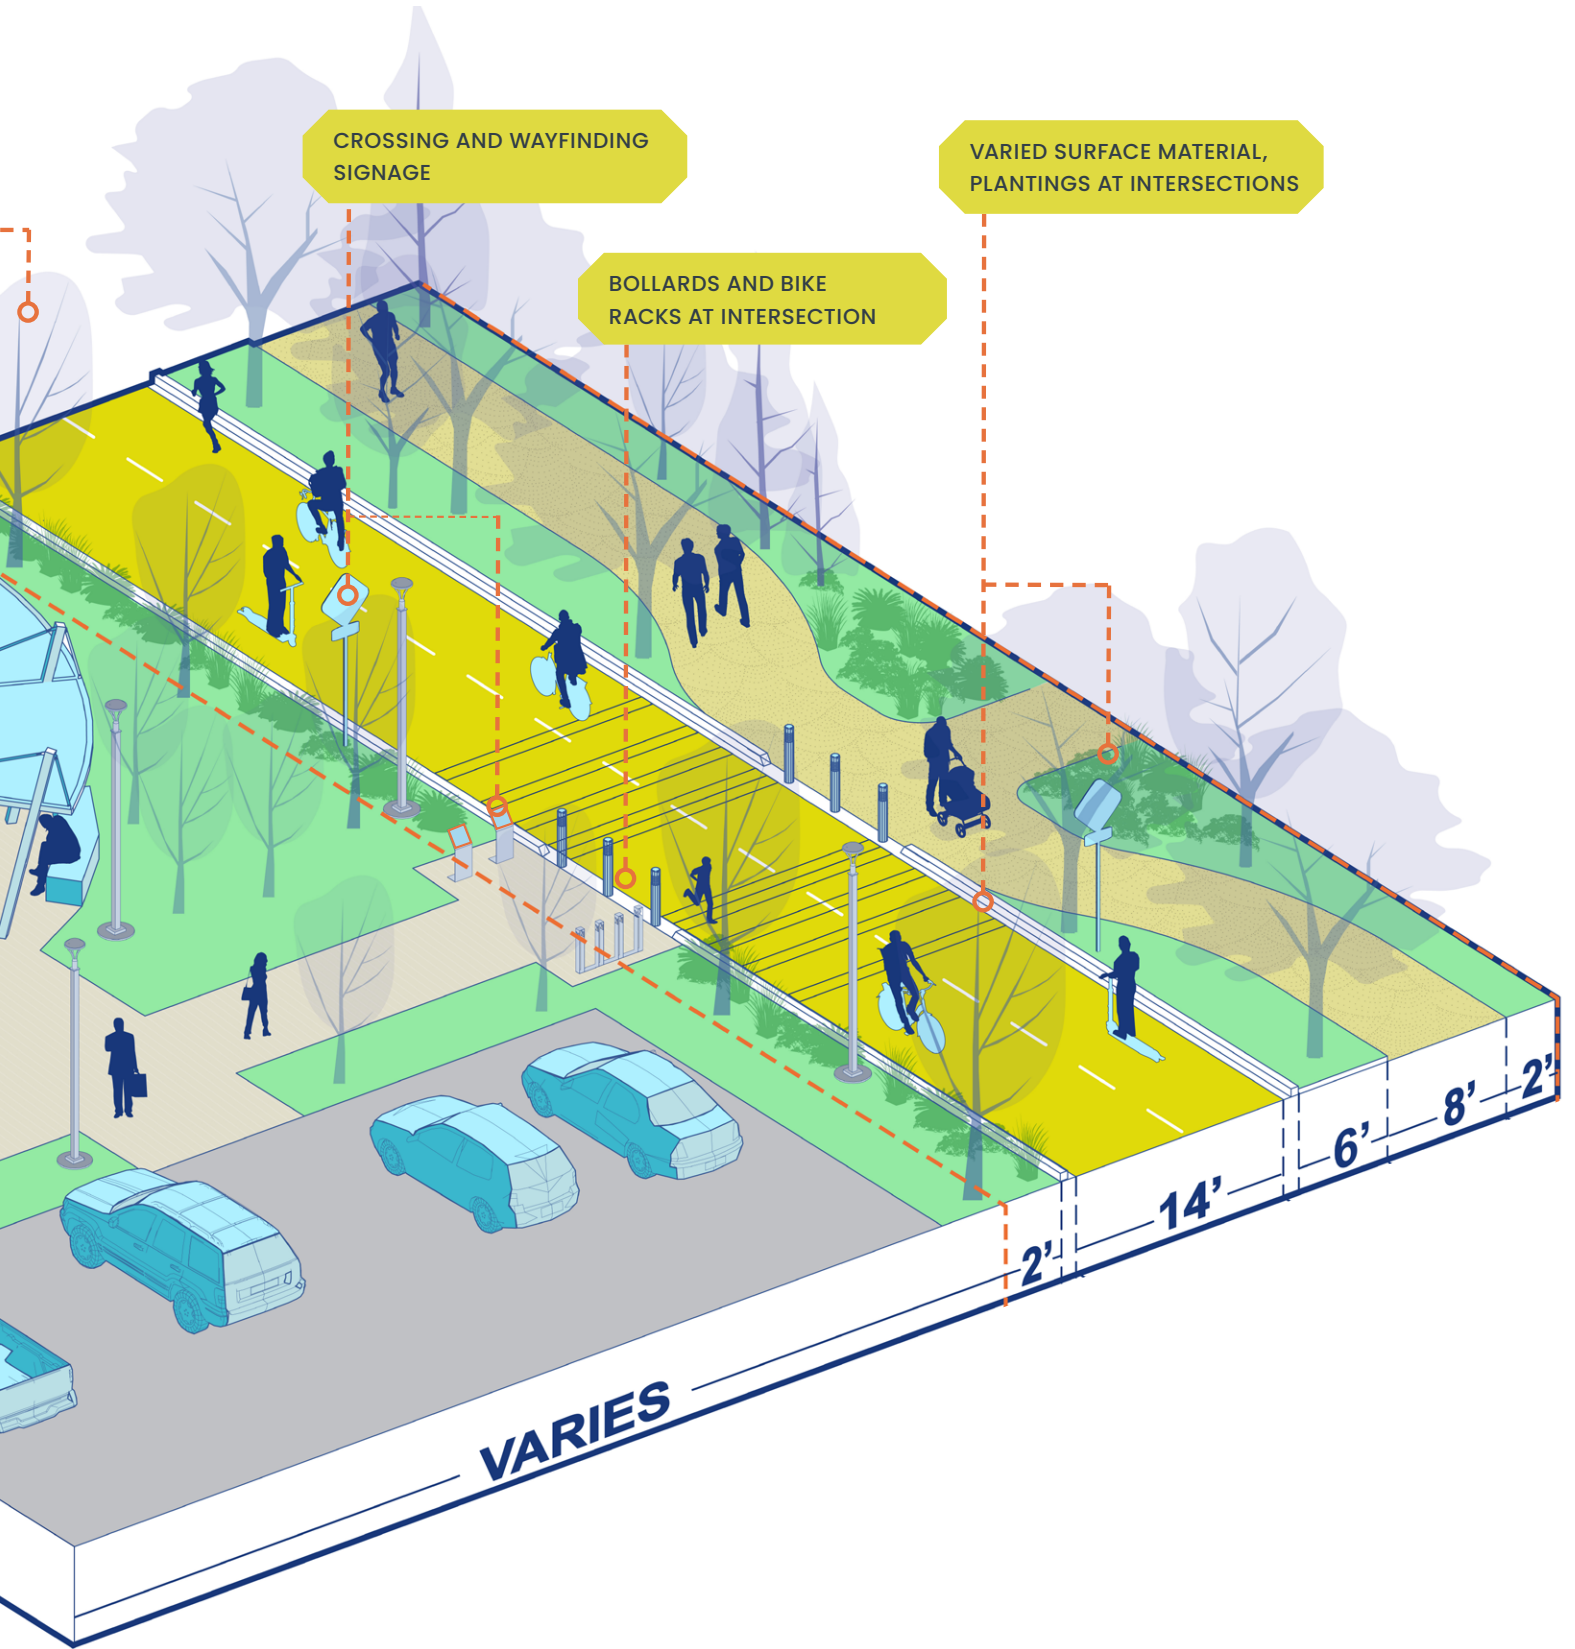 CROSSING AND WAYFINDING
SIGNAGE
VARIED SURFACE MATERIAL,
PLANTINGS AT INTERSECTIONS
BOLLARDS AND BIKE
RACKS AT INTERSECTION
2’
8’
6’
14’
2’
VARIES